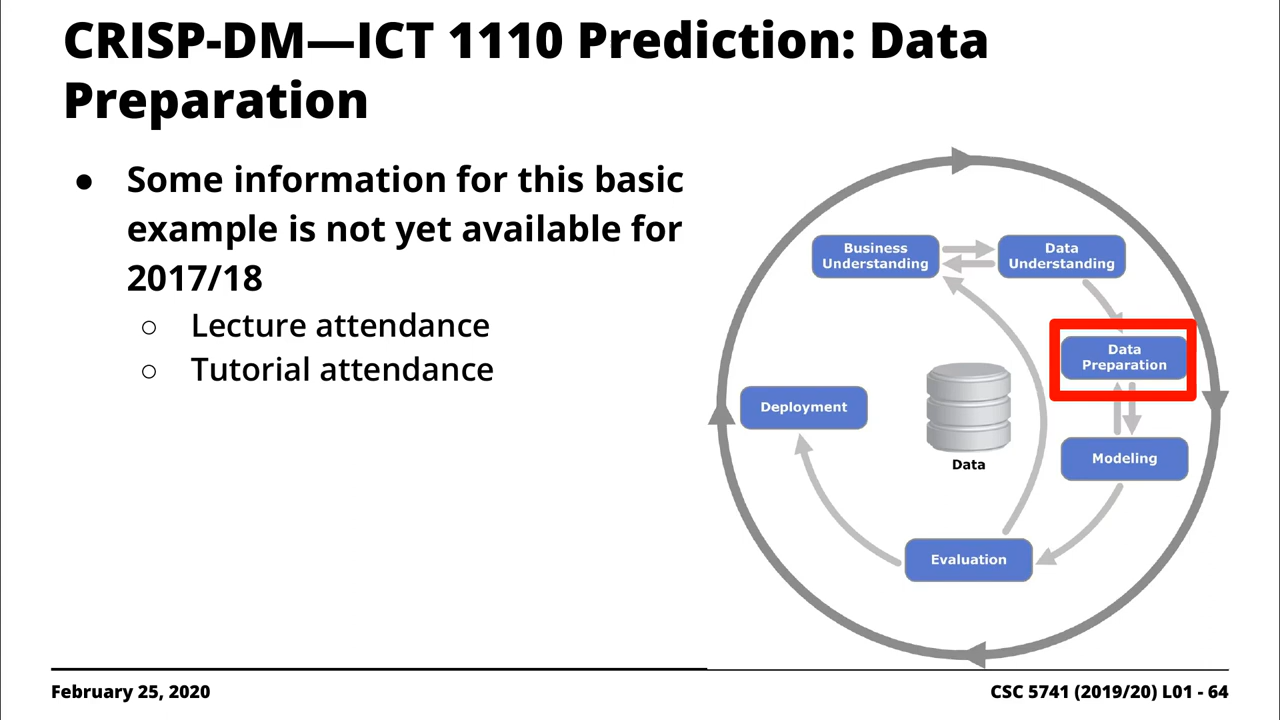 CRISP-DM—ICT 1110 Prediction: Data
Preparation
● Some information for this basic
example is not yet available for
2017/18
○ Lecture attendance
○ Tutorial attendance
Business
Understanding
Data
Understanding
Data
Preparation
Deployment
Data
Modeling
Evaluation
February 25, 2020
CSC 5741 (2019/20) L01 - 64